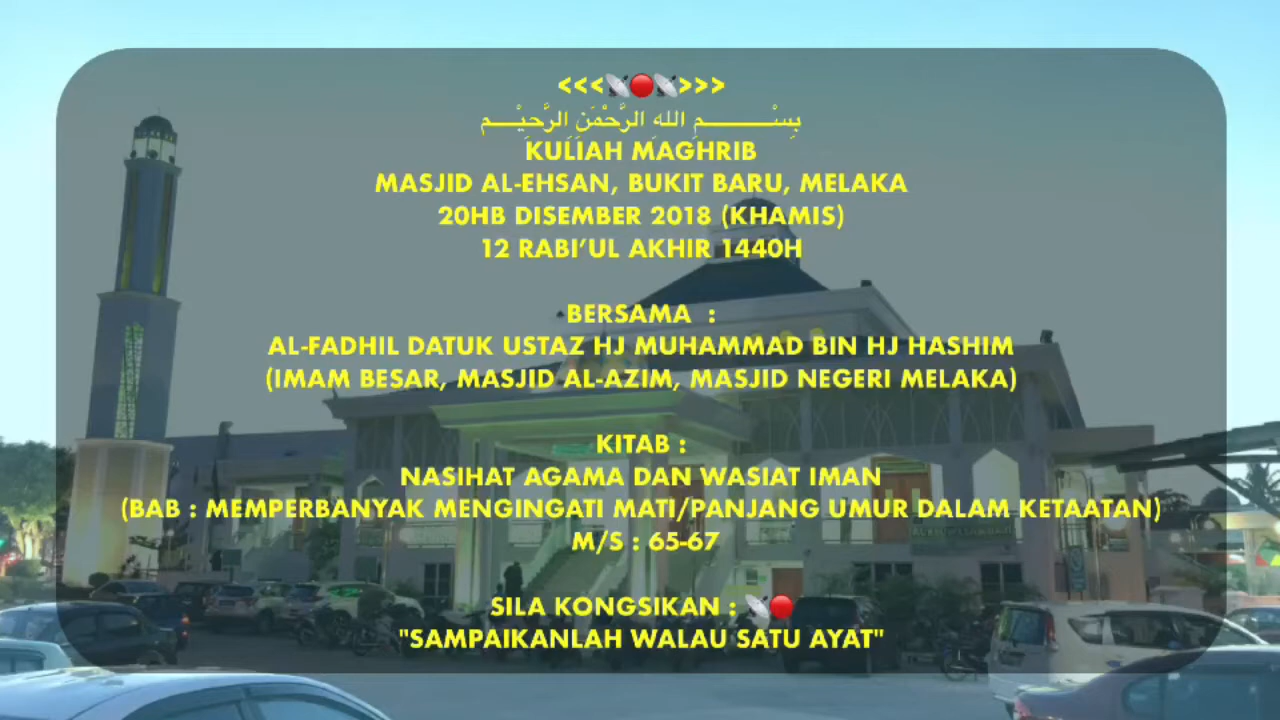 <<<📡🔴📡>>>
بِسْــــــــمِ اللهِ الرَّحْمَنِ الرَّحِيْـــمِ
KULIAH MAGHRIB
MASJID AL-EHSAN, BUKIT BARU, MELAKA
20HB DISEMBER 2018 (KHAMIS)
12 RABI’UL AKHIR 1440H
BERSAMA :
AL-FADHIL DATUK USTAZ HJ MUHAMMAD BIN HJ HASHIM
(IMAM BESAR, MASJID AL-AZIM, MASJID NEGERI MELAKA)
KITAB :
NASIHAT AGAMA DAN WASIAT IMAN
(BAB : MEMPERBANYAK MENGINGATI MATI/PANJANG UMUR DALAM KETAATAN)
M/S : 65-67
SILA KONGSIKAN : 📡🔴
"SAMPAIKANLAH WALAU SATU AYAT"